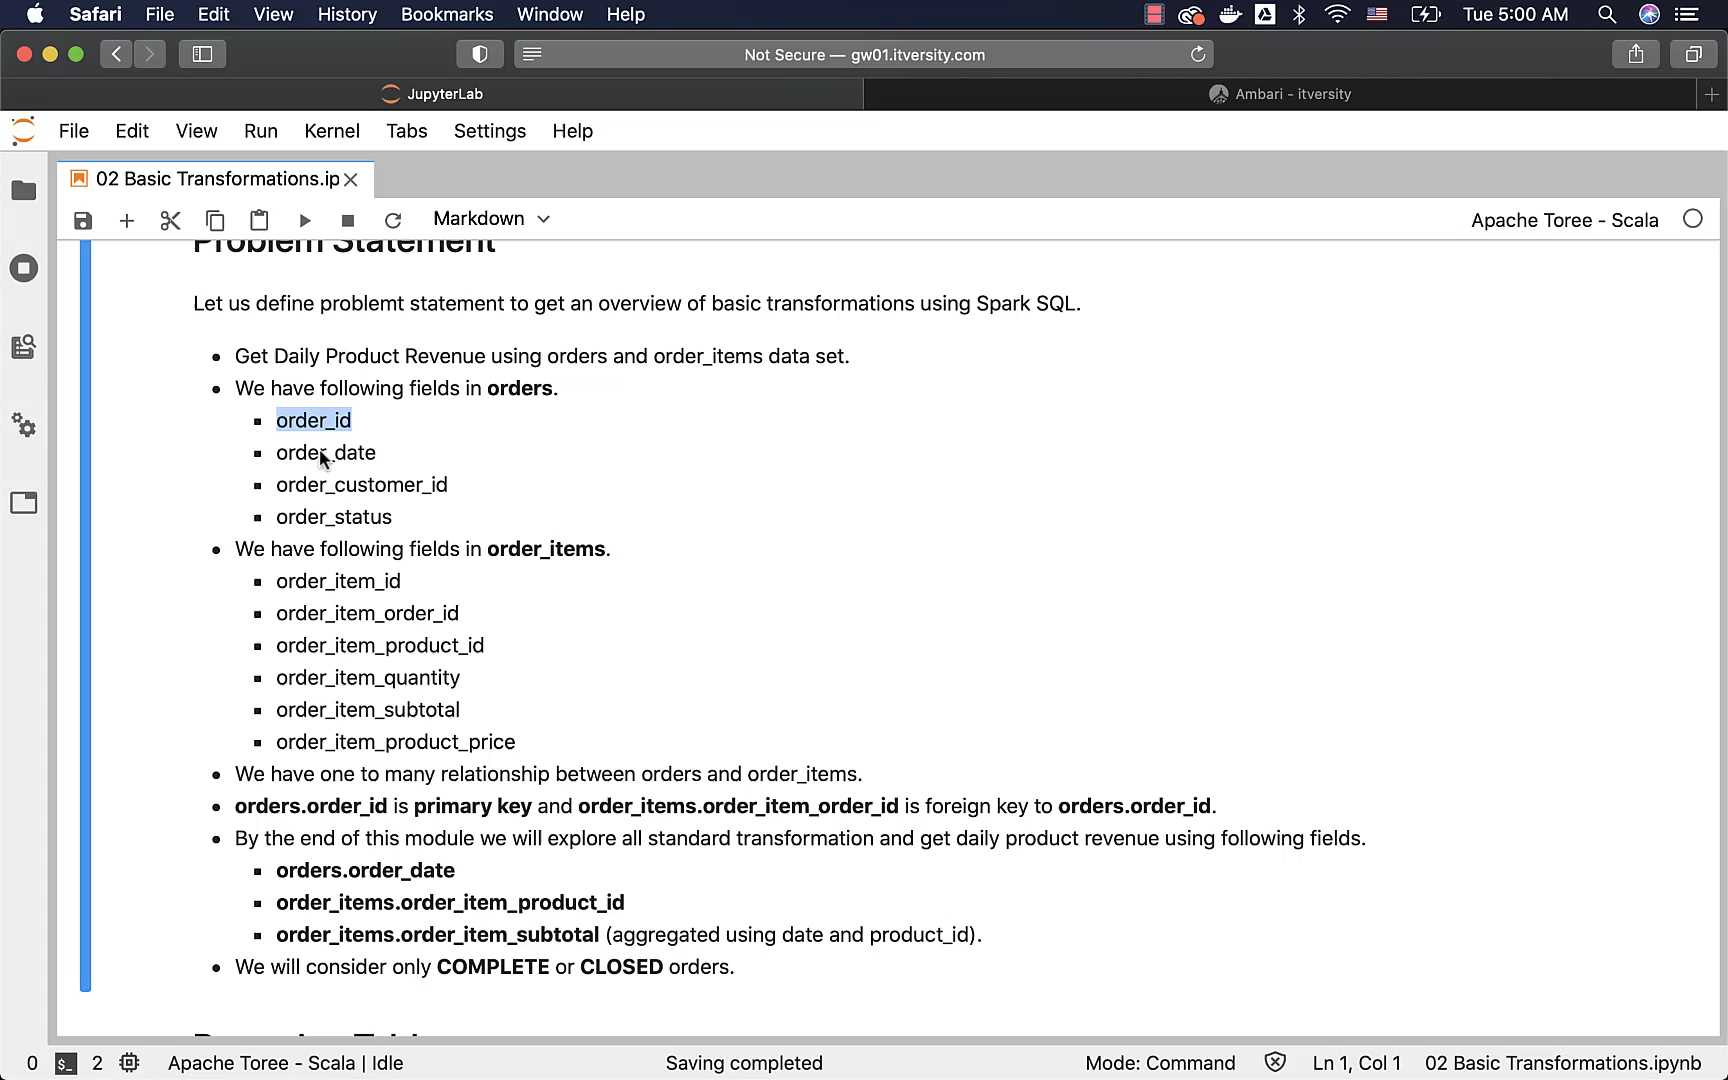 Safari File Edit View History Bookmarks Window Help Tue 5:00 AM
Not Secure — gw01.itversity.com
JupyterLab Ambari - itversity
File Edit View Run Kernel Tabs Settings Help
02 Basic Transformations.ip
Markdown Apache Toree - Scala
Problem Statement
Let us define problemt statement to get an overview of basic transformations using Spark SQL.
Get Daily Product Revenue using orders and order_items data set.
We have following fields in orders.
order_id
order_date
order_customer_id
order_status
We have following fields in order_items.
order_item_id
order_item_order_id
order_item_product_id
order_item_quantity
order_item_subtotal
order_item_product_price
We have one to many relationship between orders and order_items.
orders.order_id is primary key and order_items.order_item_order_id is foreign key to orders.order_id.
By the end of this module we will explore all standard transformation and get daily product revenue using following fields.
orders.order_date
order_items.order_item_product_id
order_items.order_item_subtotal (aggregated using date and product_id).
We will consider only COMPLETE or CLOSED orders.
0 $_ 2 Apache Toree - Scala | Idle Saving completed Mode: Command Ln 1, Col 1 02 Basic Transformations.ipynb